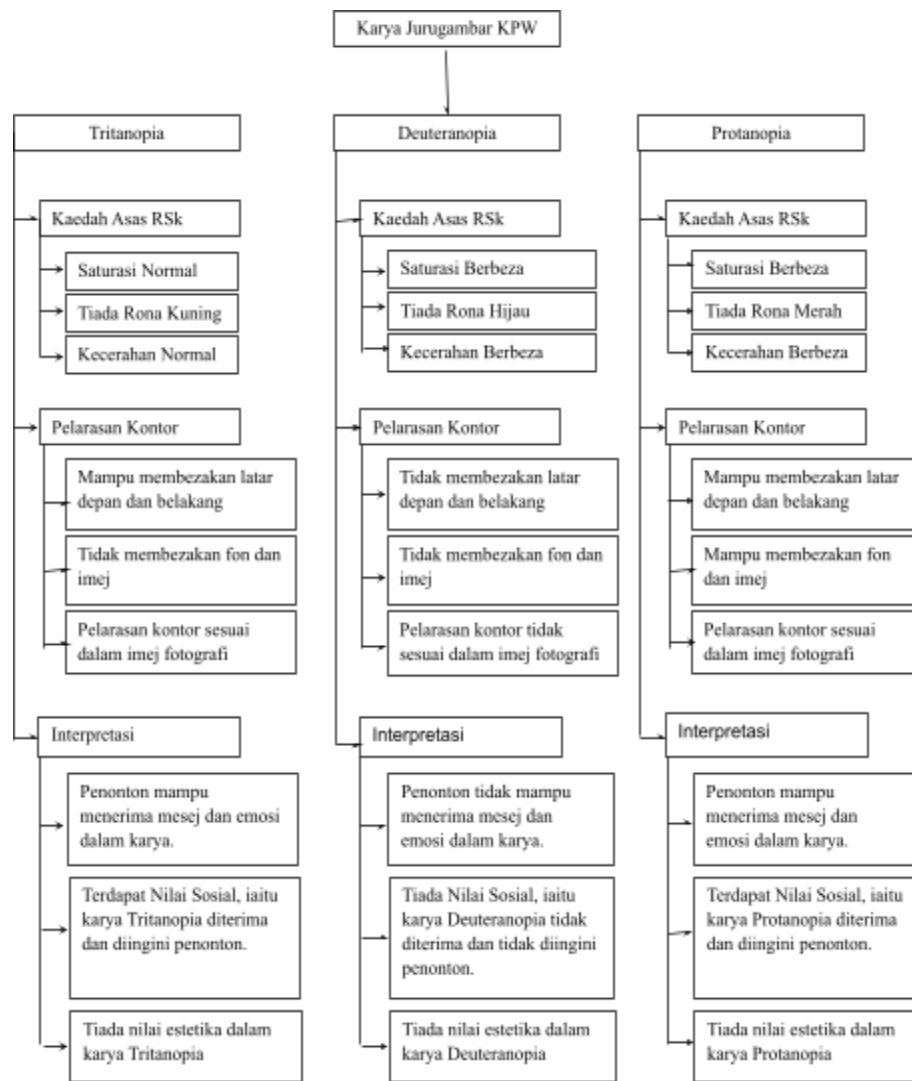 Karya Jurugambar KPW
Tritanopia
Kaedah Asas RSk
Saturasi Normal
Tiada Rona Kuning
Kecerahan Normal
Pelarasan Kontor
Mampu membezakan latar
depan dan belakang
Tidak membezakan fon dan
imej
Pelarasan kontor sesuai
dalam imej fotografi
Interpretasi
Penonton mampu
menerima mesej dan emosi
dalam karya.
Terdapat Nilai Sosial, iaitu
karya Tritanopia diterima
dan diingini penonton.
Tiada nilai estetika dalam
karya Tritanopia
Deuteranopia
Kaedah Asas RSk
Saturasi Berbeza
Tiada Rona Hijau
Kecerahan Berbeza
Pelarasan Kontor
Tidak membezakan latar
depan dan belakang
Tidak membezakan fon dan
imej
Pelarasan kontor tidak
sesuai dalam imej fotografi
Interpretasi
Penonton tidak mampu
menerima mesej dan
emosi dalam karya.
Tiada Nilai Sosial, iaitu
karya Deuteranopia tidak
diterima dan tidak diingini
penonton.
Tiada nilai estetika dalam
karya Deuteranopia
Protanopia
Kaedah Asas RSk
Saturasi Berbeza
Tiada Rona Merah
Kecerahan Berbeza
Pelarasan Kontor
Mampu membezakan latar
depan dan belakang
Mampu membezakan fon
dan imej
Pelarasan kontor sesuai
dalam imej fotografi
Interpretasi
Penonton mampu
menerima mesej dan emosi
dalam karya.
Terdapat Nilai Sosial, iaitu
karya Protanopia diterima
dan diingini penonton.
Tiada nilai estetika dalam
karya Protanopia